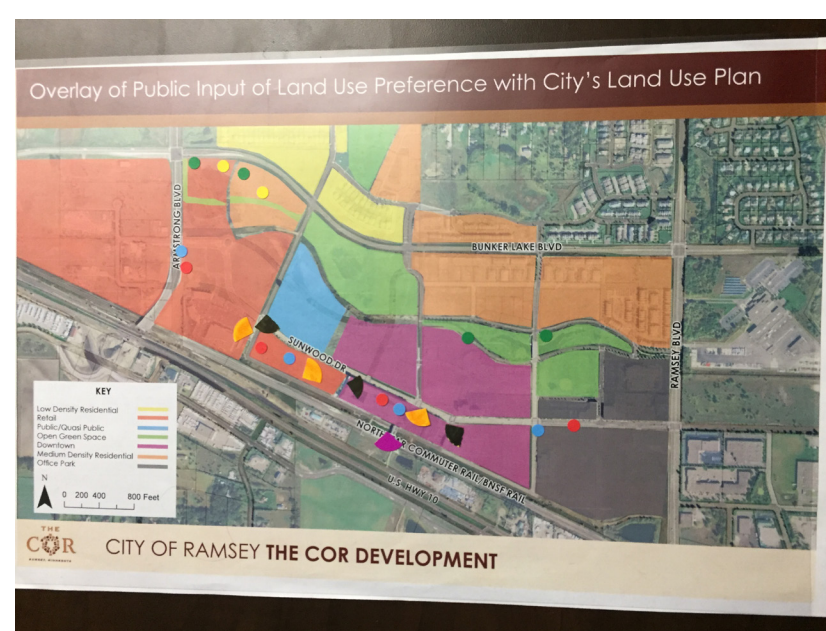 Overlay of Public Input of Land Use Preference with City's Land Use Plan
ARMSTRONG BLVD
BUNKER LAKE BLVD
RAMSEY BLVD
SUNWOOD DR
COMMUTER RAIL/BNSF RAIL
U.S. HWY 10
KEY
Low Density Residential
Retail
Public/Quasi Public
Open Green Space
Downtown
Medium Density Residential
Office Park
N
0 200 400 800 Feet
THE
COR
CITY OF RAMSEY THE COR DEVELOPMENT